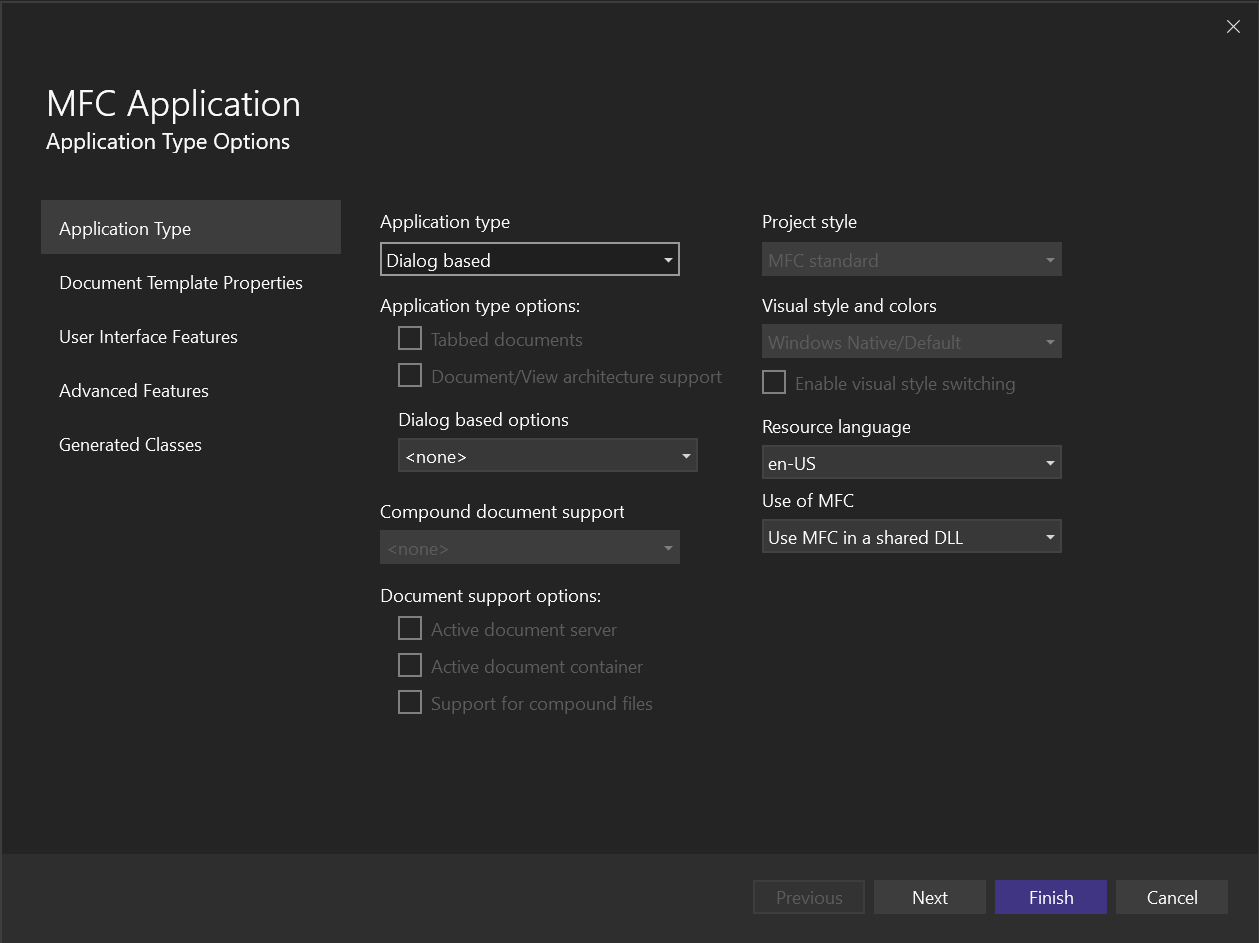 MFC Application
Application Type Options
Application Type
Document Template Properties
User Interface Features
Advanced Features
Generated Classes
Application type
Dialog based
Application type options:
Tabbed documents
Document/View architecture support
Dialog based options
<none>
Compound document support
<none>
Document support options:
Active document server
Active document container
Support for compound files
Project style
MFC standard
Visual style and colors
Windows Native/Default
Enable visual style switching
Resource language
en-US
Use of MFC
Use MFC in a shared DLL
Previous
Next
Finish
Cancel